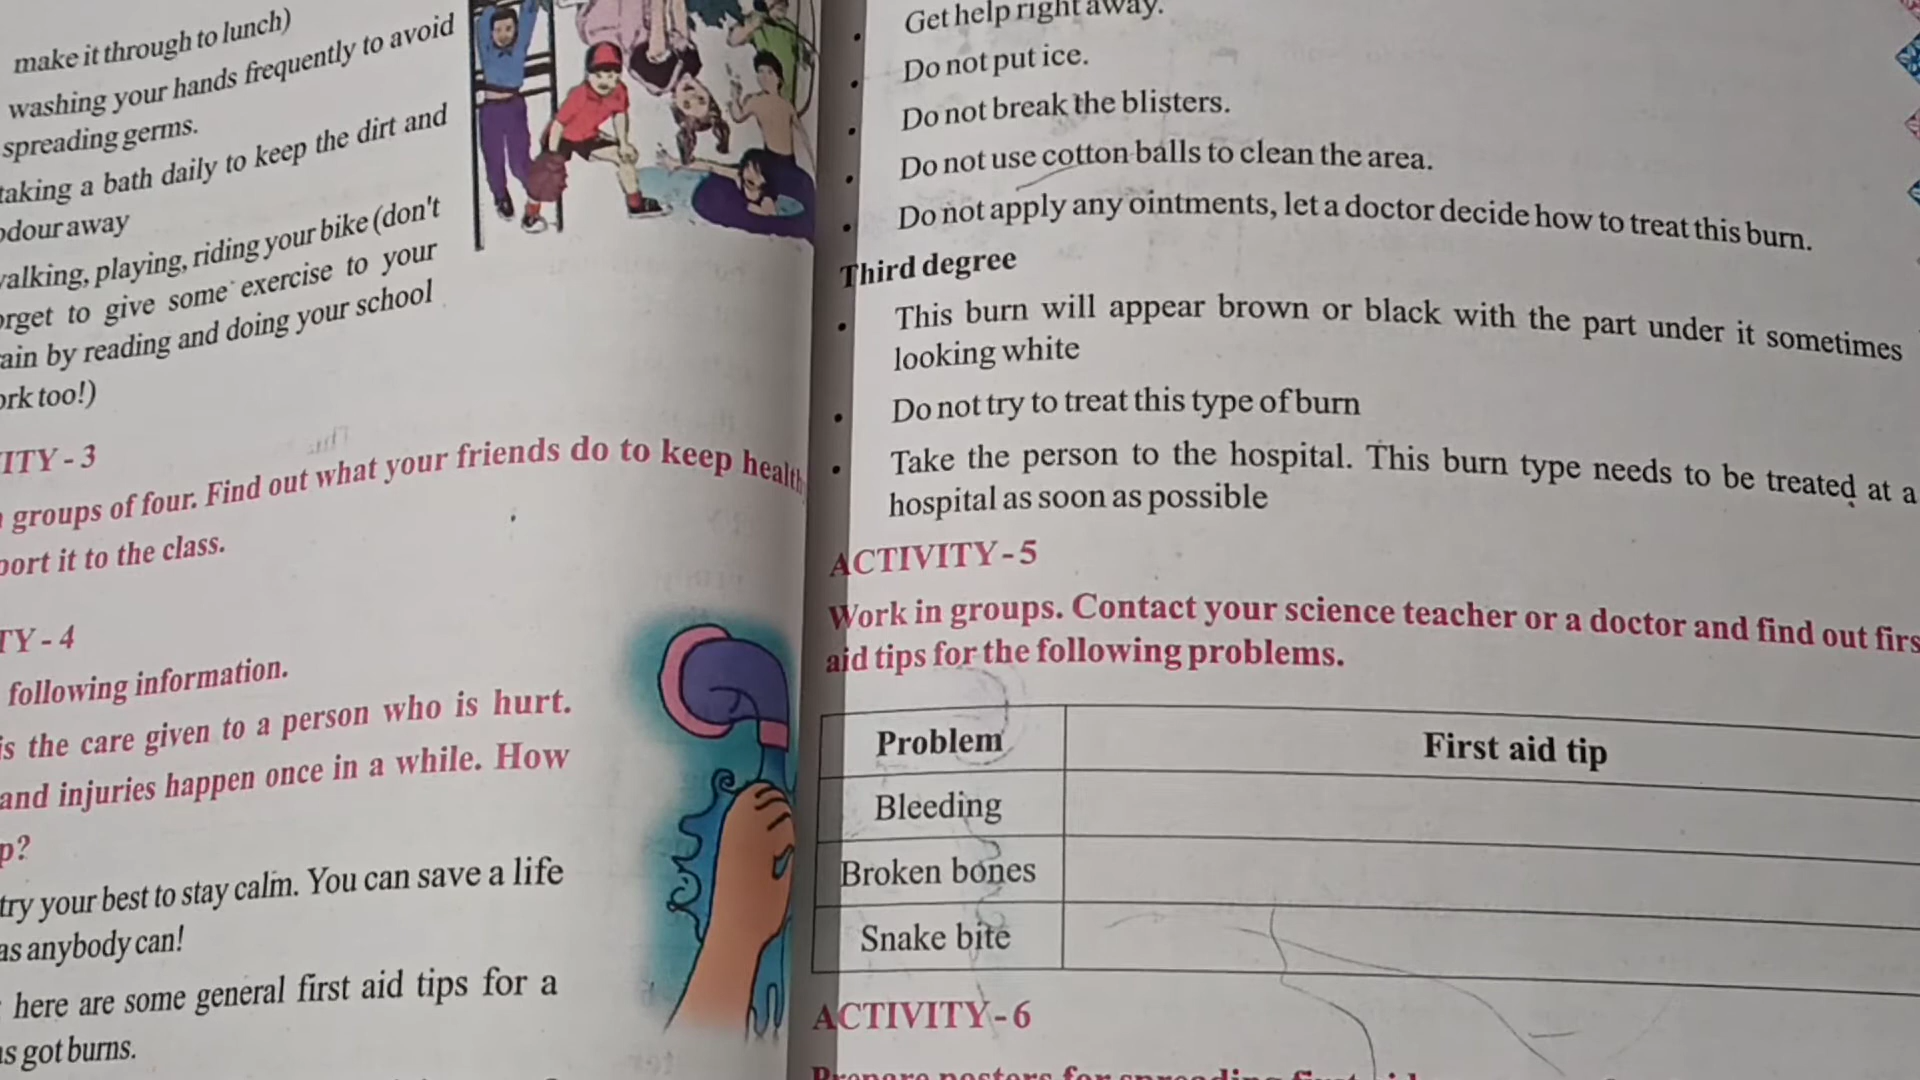 make it through to lunch)
washing your hands frequently to avoid
spreading germs.
taking a bath daily to keep the dirt and
odour away
walking, playing, riding your bike (don't
to give some exercise to your
by reading and doing your school
too!)
ITY - 3
groups of four. Find out what your friends do to keep
it to the class.
TY - 4
following information.
is the care given to a person who is hurt.
and injuries happen once in a while. How
p?
try your best to stay calm. You can save a life
as anybody can!
here are some general first aid tips for a
got burns.
Get help right away.
Do not put ice.
Do not break the blisters.
Do not use cotton balls to clean the area.
Do not apply any ointments, let a doctor decide how to treat this burn.
Third degree
This burn will appear brown or black with the part under it sometimes
looking white
Do not try to treat this type of burn
Take the person to the hospital. This burn type needs to be treated at a
hospital as soon as possible
ACTIVITY - 5
Work in groups. Contact your science teacher or a doctor and find out firs
aid tips for the following problems.
Problem First aid tip
Bleeding
Broken bones
Snake bite
ACTIVITY - 6
Prepare posters for spreading first